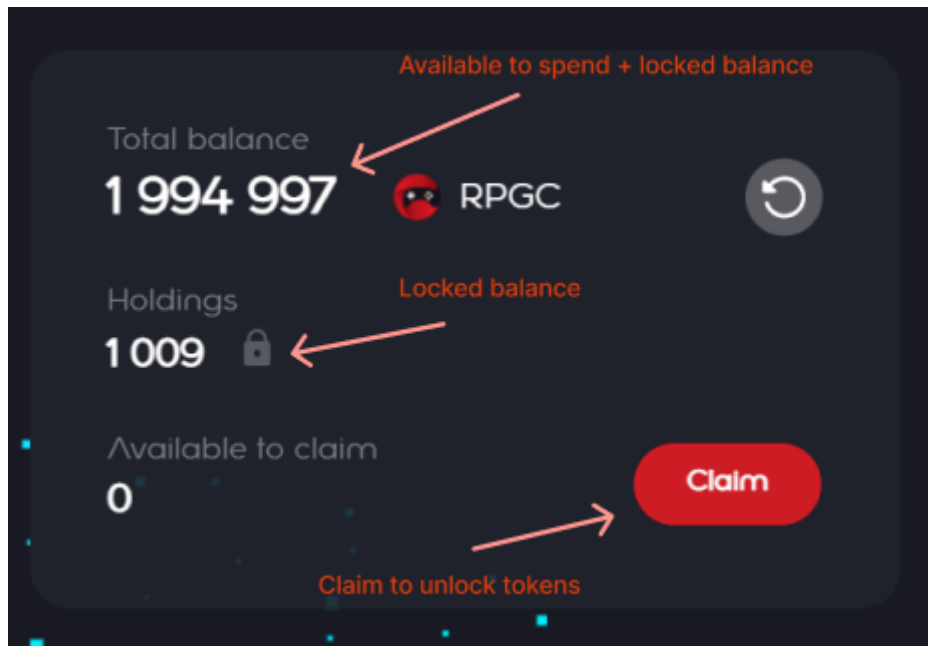 Available to spend + locked balance
Total balance
1 994 997 RPGC
Holdings
Locked balance
1 009
Available to claim
0
Claim
Claim to unlock tokens